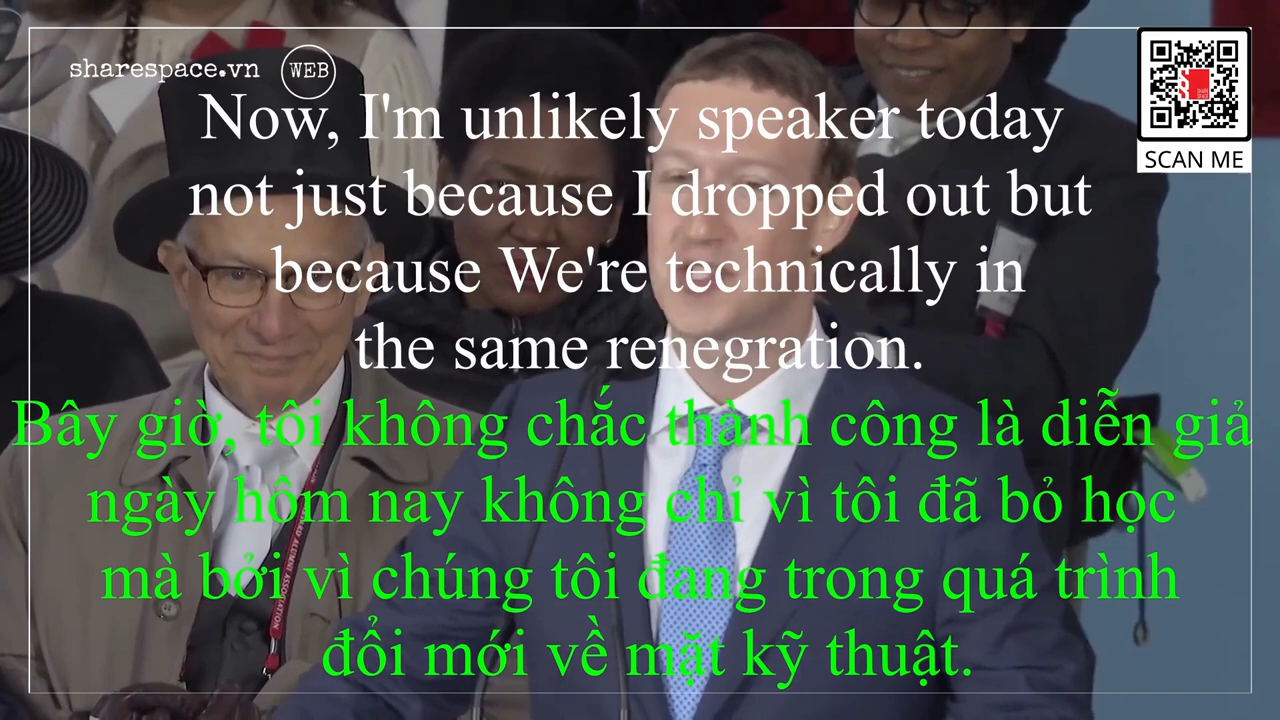 sharespace.vn WEB
SCAN ME
Now, I'm unlikely speaker today
not just because I dropped out but
because We're technically in
the same renegration.
Bây giờ, tôi không chắc thành công là diễn giả
ngày hôm nay không chỉ vì tôi đã bỏ học
mà bởi vì chúng tôi đang trong quá trình
đổi mới về mặt kỹ thuật.
ALUMNI ASSOCIATION